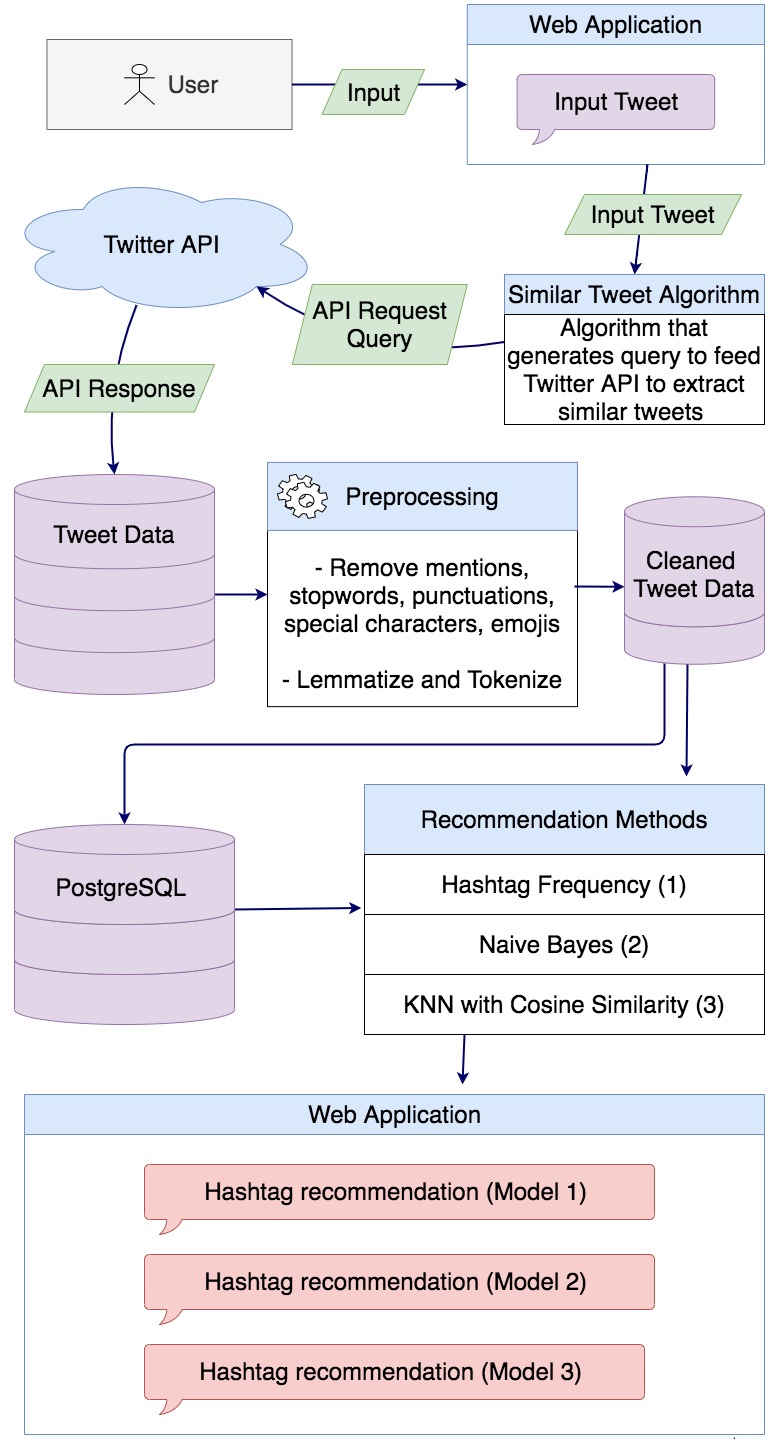 Web Application
User
Input
Input Tweet
Input Tweet
Twitter API
Similar Tweet Algorithm
Algorithm that
generates query to feed
Twitter API to extract
similar tweets
API Request
Query
API Response
Tweet Data
Preprocessing
- Remove mentions,
stopwords, punctuations,
special characters, emojis
- Lemmatize and Tokenize
Cleaned
Tweet Data
PostgreSQL
Recommendation Methods
Hashtag Frequency (1)
Naive Bayes (2)
KNN with Cosine Similarity (3)
Web Application
Hashtag recommendation (Model 1)
Hashtag recommendation (Model 2)
Hashtag recommendation (Model 3)